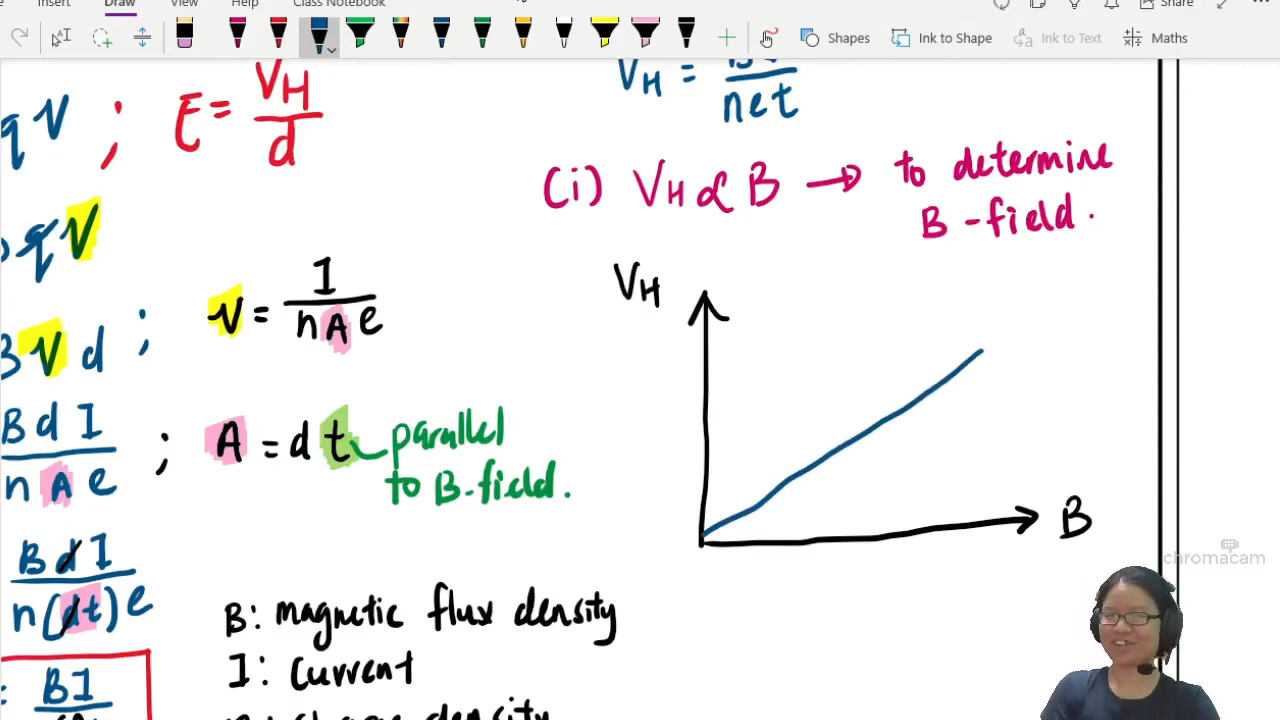 Insert Draw View Help Class Notebook Share
Shapes Ink to Shape Ink to Text Maths
qv ; E = VH / d
VH = / net
(i) VH ∝ B → to determine
B-field.
qv
v = I / nAe
BVd ;
VH
BdI / nAe ; A = dt parallel
to B-field.
B
chromacam
BdI / n(dt)e
B: magnetic flux density
I: current
= BI
density